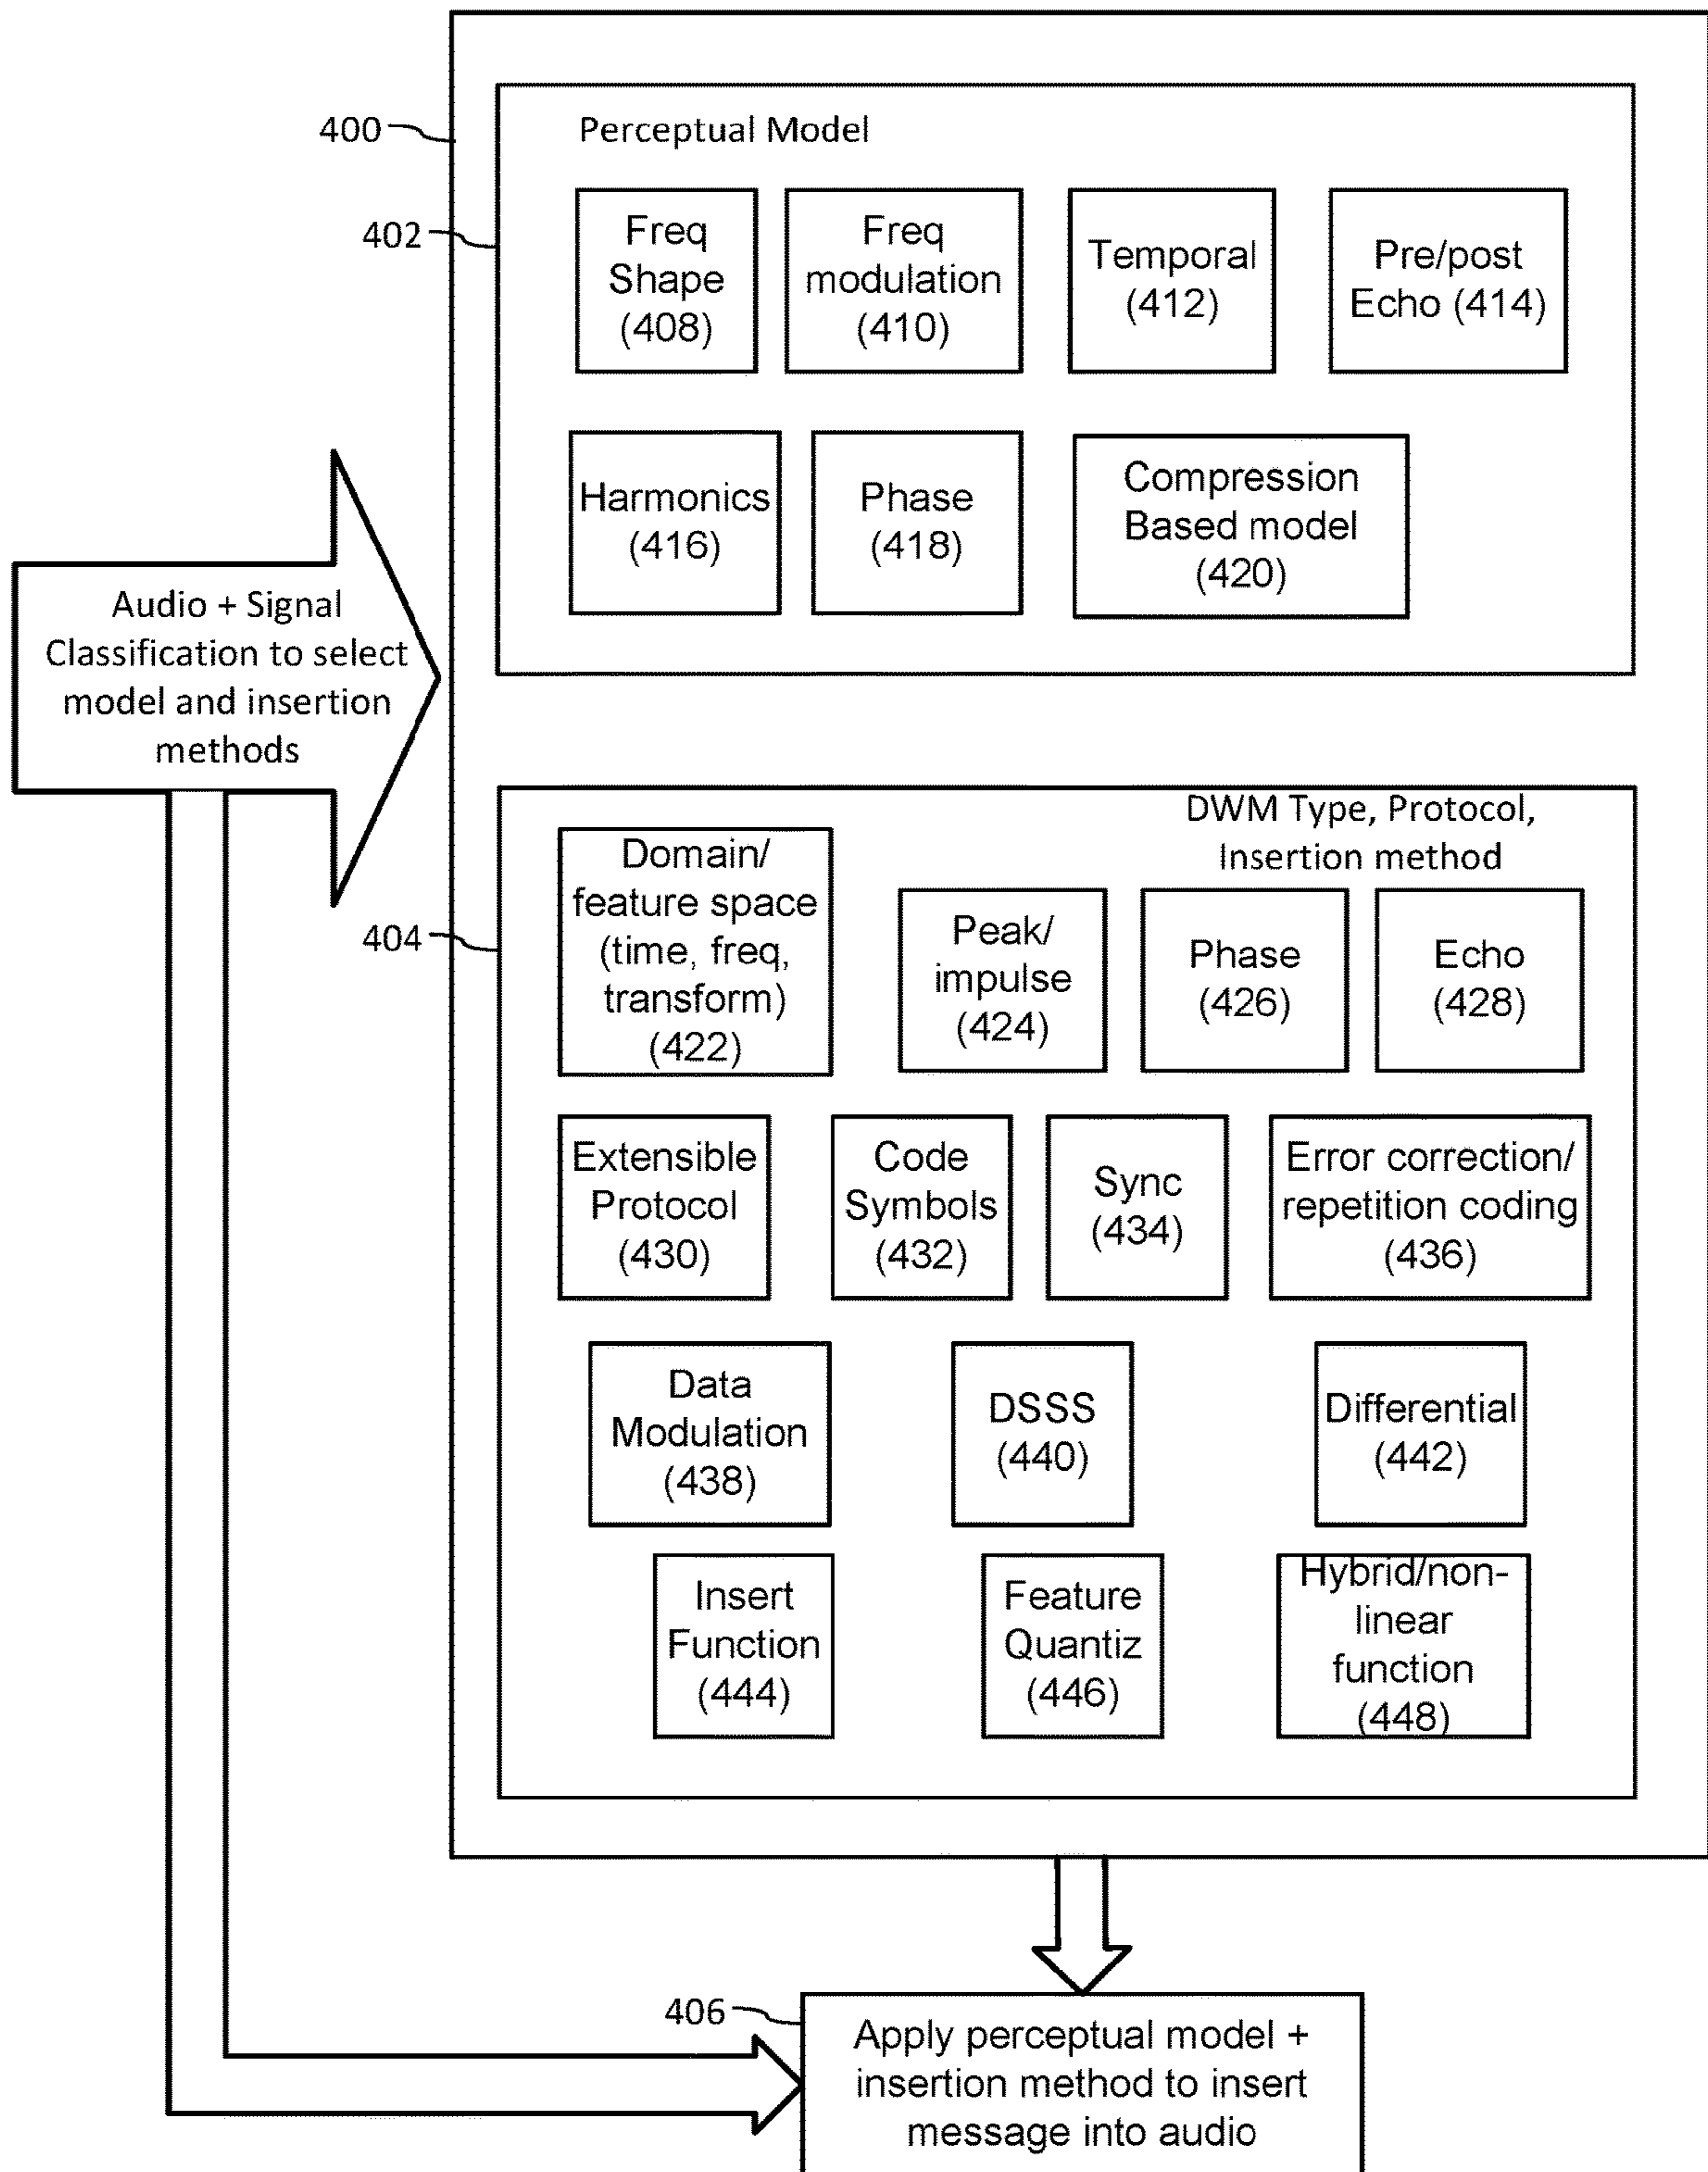 400
Perceptual Model
402
Freq
Shape
(408)
Freq
modulation
(410)
Temporal
(412)
Pre/post
Echo (414)
Harmonics
(416)
Phase
(418)
Compression
Based model
(420)
Audio + Signal
Classification to select
model and insertion
methods
404
DWM Type, Protocol,
Insertion method
Domain/
feature space
(time, freq,
transform)
(422)
Peak/
impulse
(424)
Phase
(426)
Echo
(428)
Extensible
Protocol
(430)
Code
Symbols
(432)
Sync
(434)
Error correction/
repetition coding
(436)
Data
Modulation
(438)
DSSS
(440)
Differential
(442)
Insert
Function
(444)
Feature
Quantiz
(446)
Hybrid/non-
linear
function
(448)
406
Apply perceptual model +
insertion method to insert
message into audio